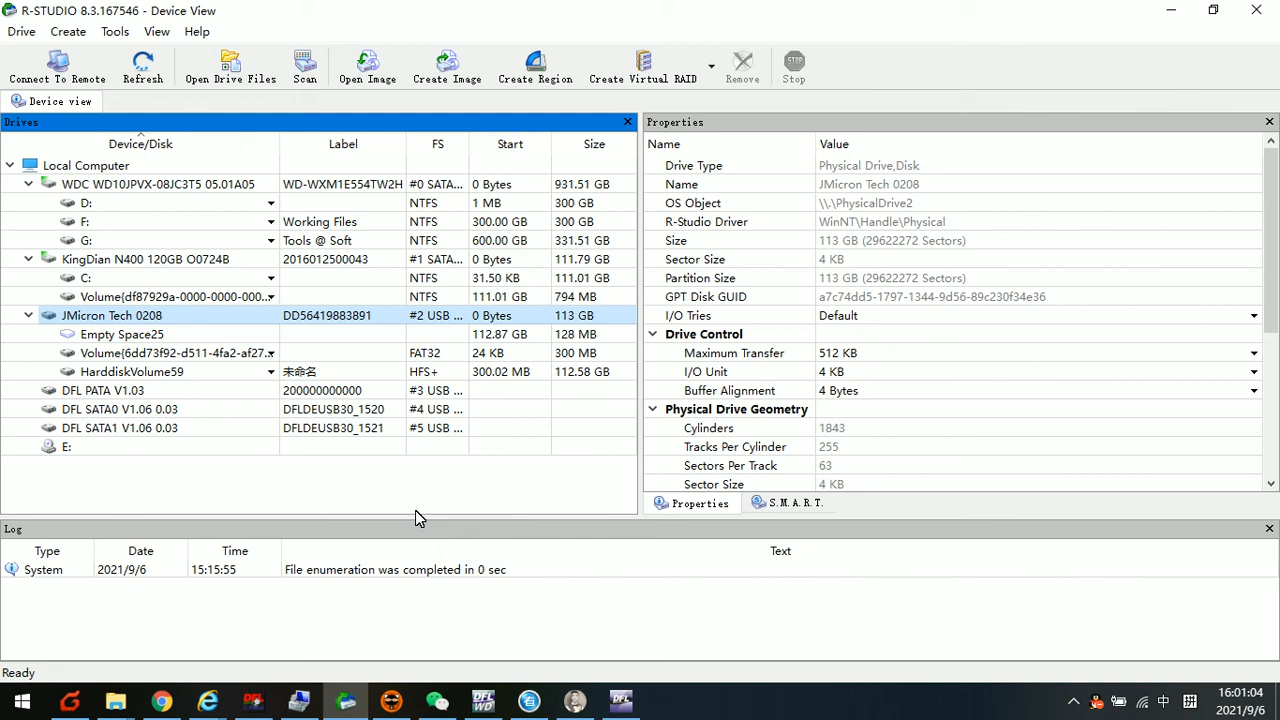 R-STUDIO 8.3.167546 - Device View
Drive Create Tools View Help
Connect To Remote Refresh Open Drive Files Scan Open Image Create Image Create Region Create Virtual RAID Remove Stop
Device view
Drives
Device/Disk Label FS Start Size
Local Computer
WDC WD10JPVX-08JC3T5 05.01A05 WD-WXM1E554TW2H #0 SATA... 0 Bytes 931.51 GB
D: NTFS 1 MB 300 GB
F: Working Files NTFS 300.00 GB 300 GB
G: Tools @ Soft NTFS 600.00 GB 331.51 GB
KingDian N400 120GB O0724B 2016012500043 #1 SATA... 0 Bytes 111.79 GB
C: NTFS 31.50 KB 111.01 GB
Volume{df87929a-0000-0000-000... NTFS 111.01 GB 794 MB
JMicron Tech 0208 DD56419883891 #2 USB ... 0 Bytes 113 GB
Empty Space25 112.87 GB 128 MB
Volume{6dd73f92-d511-4fa2-af27... FAT32 24 KB 300 MB
HarddiskVolume59 未命名 HFS+ 300.02 MB 112.58 GB
DFL PATA V1.03 200000000000 #3 USB ...
DFL SATA0 V1.06 0.03 DFLDEUSB30_1520 #4 USB ...
DFL SATA1 V1.06 0.03 DFLDEUSB30_1521 #5 USB ...
E:
Properties
Name Value
Drive Type Physical Drive,Disk
Name JMicron Tech 0208
OS Object \\.\PhysicalDrive2
R-Studio Driver WinNT\Handle\Physical
Size 113 GB (29622272 Sectors)
Sector Size 4 KB
Partition Size 113 GB (29622272 Sectors)
GPT Disk GUID a7c74dd5-1797-1344-9d56-89c230f34e36
I/O Tries Default
Drive Control
Maximum Transfer 512 KB
I/O Unit 4 KB
Buffer Alignment 4 Bytes
Physical Drive Geometry
Cylinders 1843
Tracks Per Cylinder 255
Sectors Per Track 63
Sector Size 4 KB
Properties S.M.A.R.T.
Log
Type Date Time Text
System 2021/9/6 15:15:55 File enumeration was completed in 0 sec
Ready
DFL DFL WD DFL 中 拼 16:01:04
2021/9/6